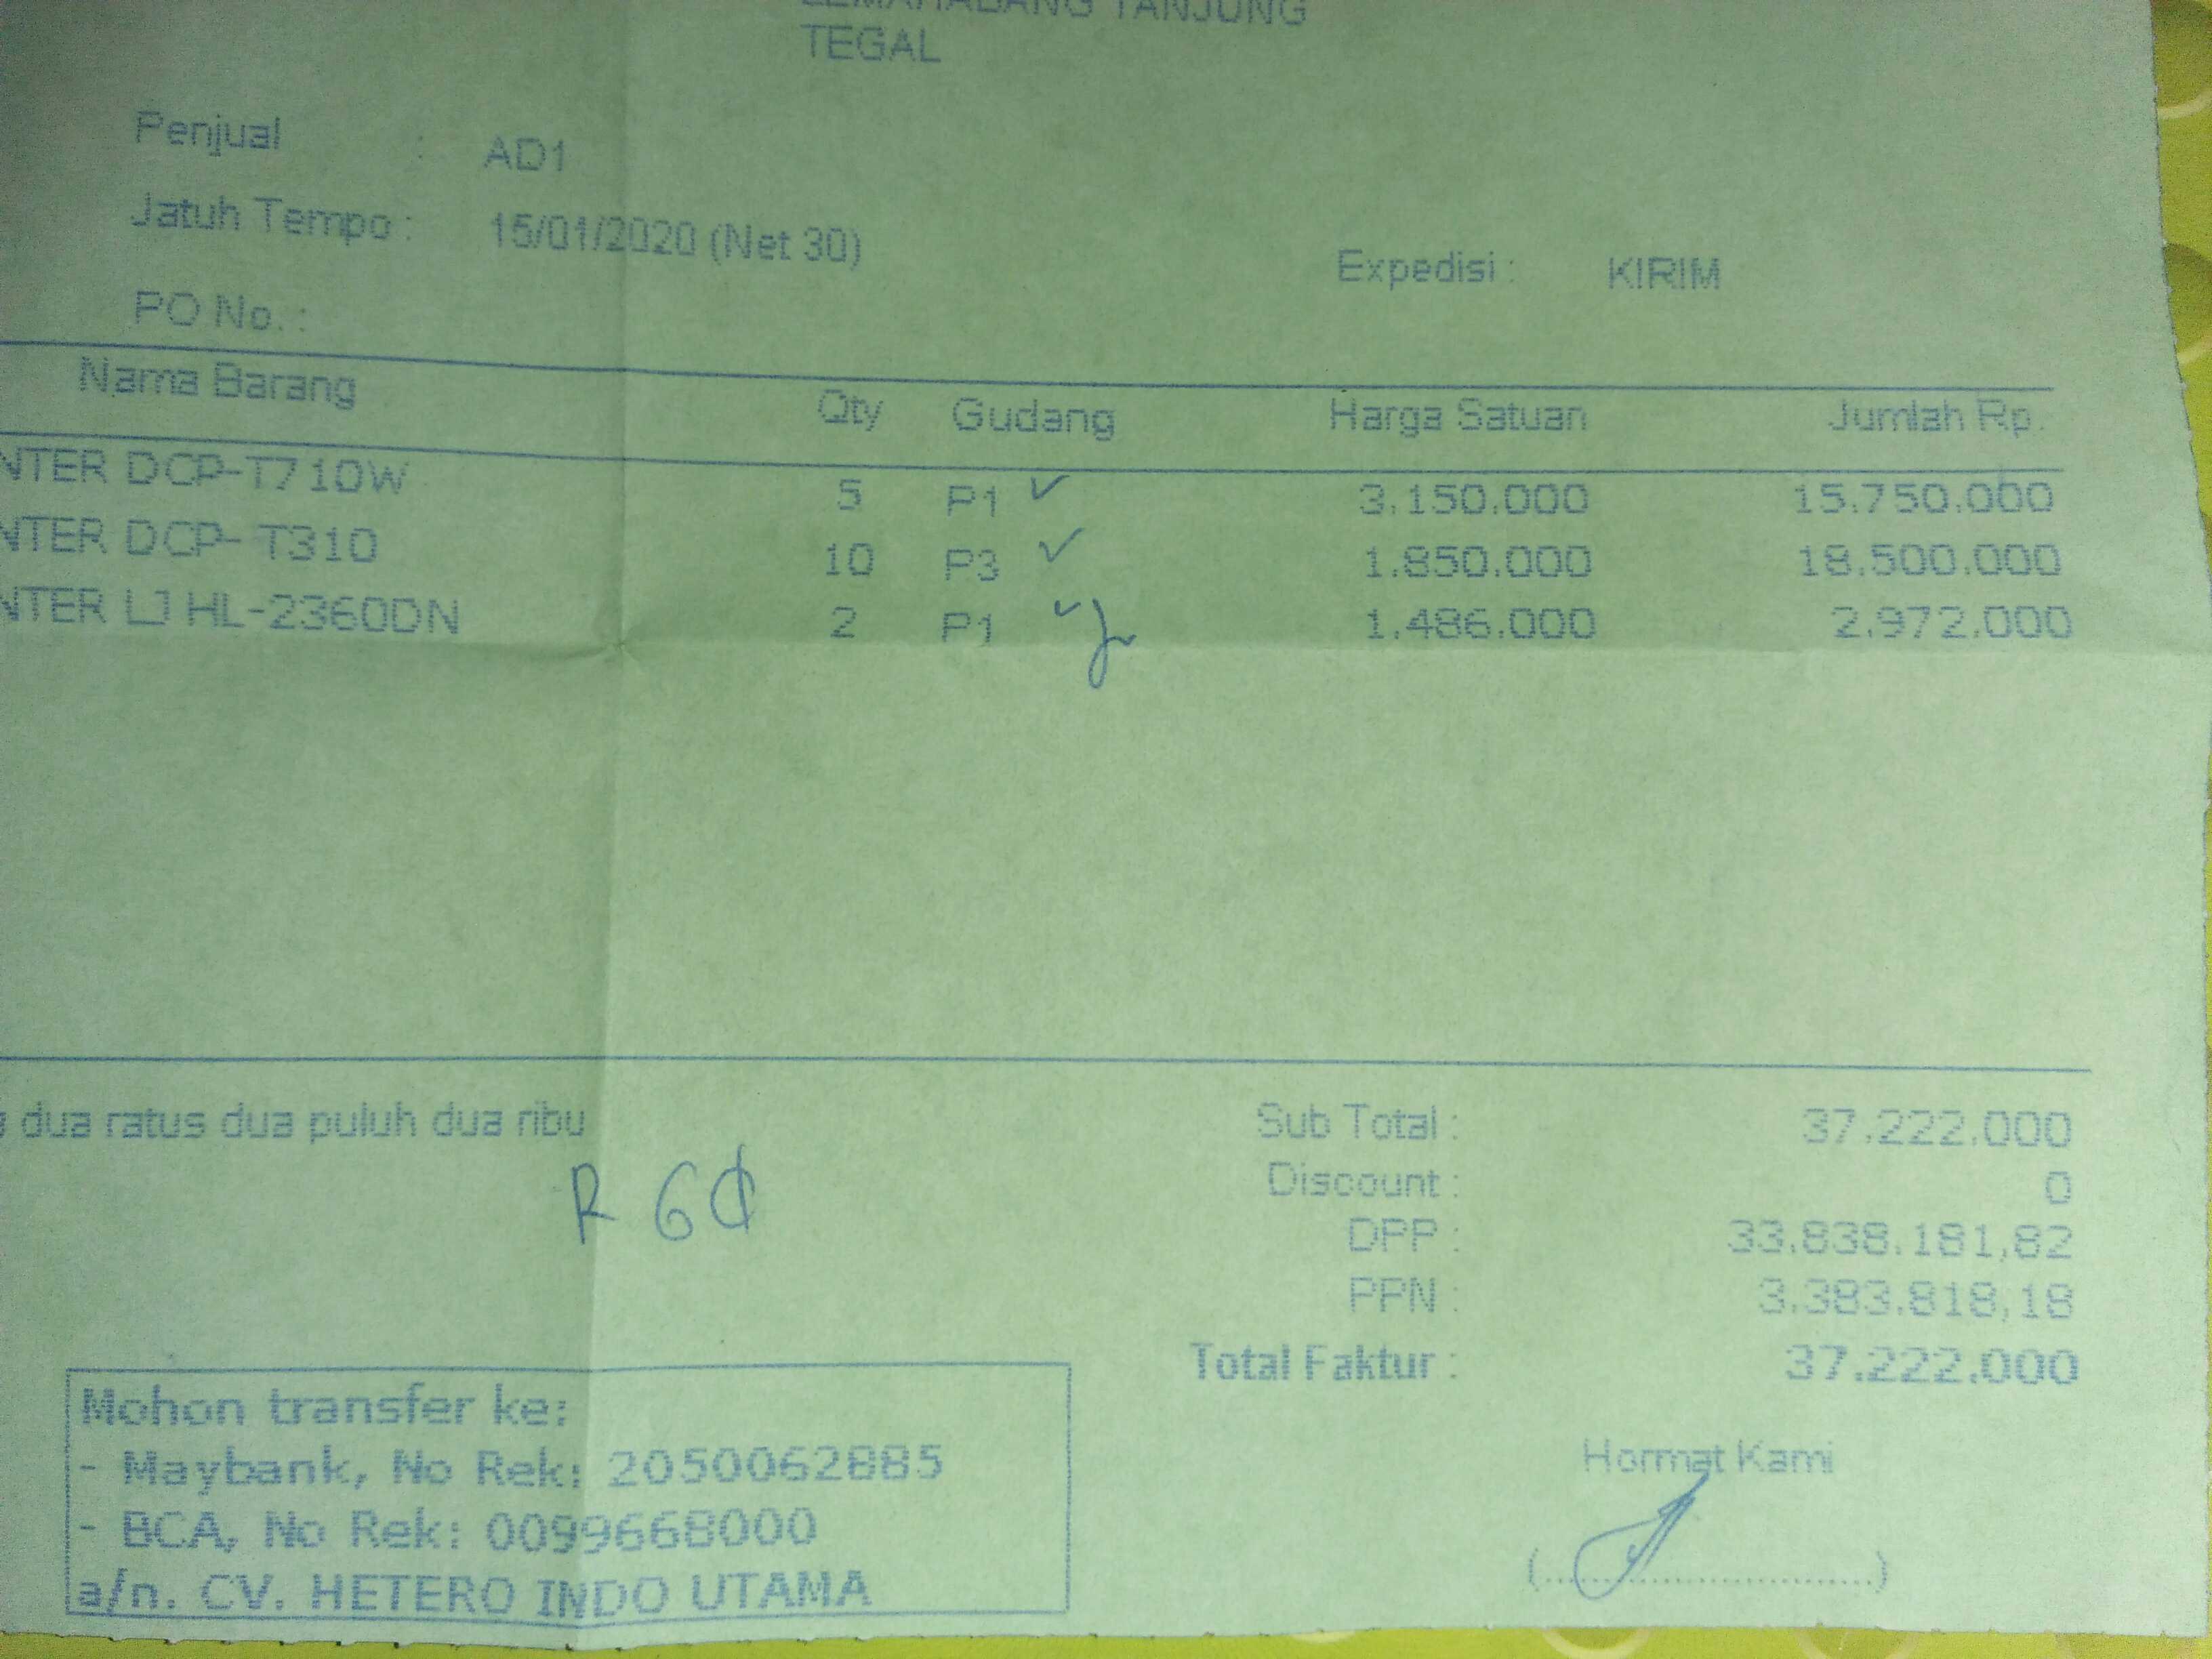 LEMAHABANG TANJUNG
TEGAL
Penjual : AD1
Jatuh Tempo : 15/01/2020 (Net 30)
Expedisi : KIRIM
PO No. :
Nama Barang Qty Gudang Harga Satuan Jumlah Rp.
NTER DCP-T710W 5 P1 ✓ 3.150.000 15.750.000
NTER DCP- T310 10 P3 ✓ 1.850.000 18.500.000
NTER LJ HL-2360DN 2 P1 ✓ 1.486.000 2.972.000
dua ratus dua puluh dua ribu
Sub Total : 37.222.000
Discount : 0
DPP : 33.838.181,82
PPN : 3.383.818,18
Total Faktur : 37.222.000
R 6
Mohon transfer ke:
- Maybank, No Rek: 2050062885
- BCA, No Rek: 0099668000
a/n. CV. HETERO INDO UTAMA
Hormat Kami
(..............................)